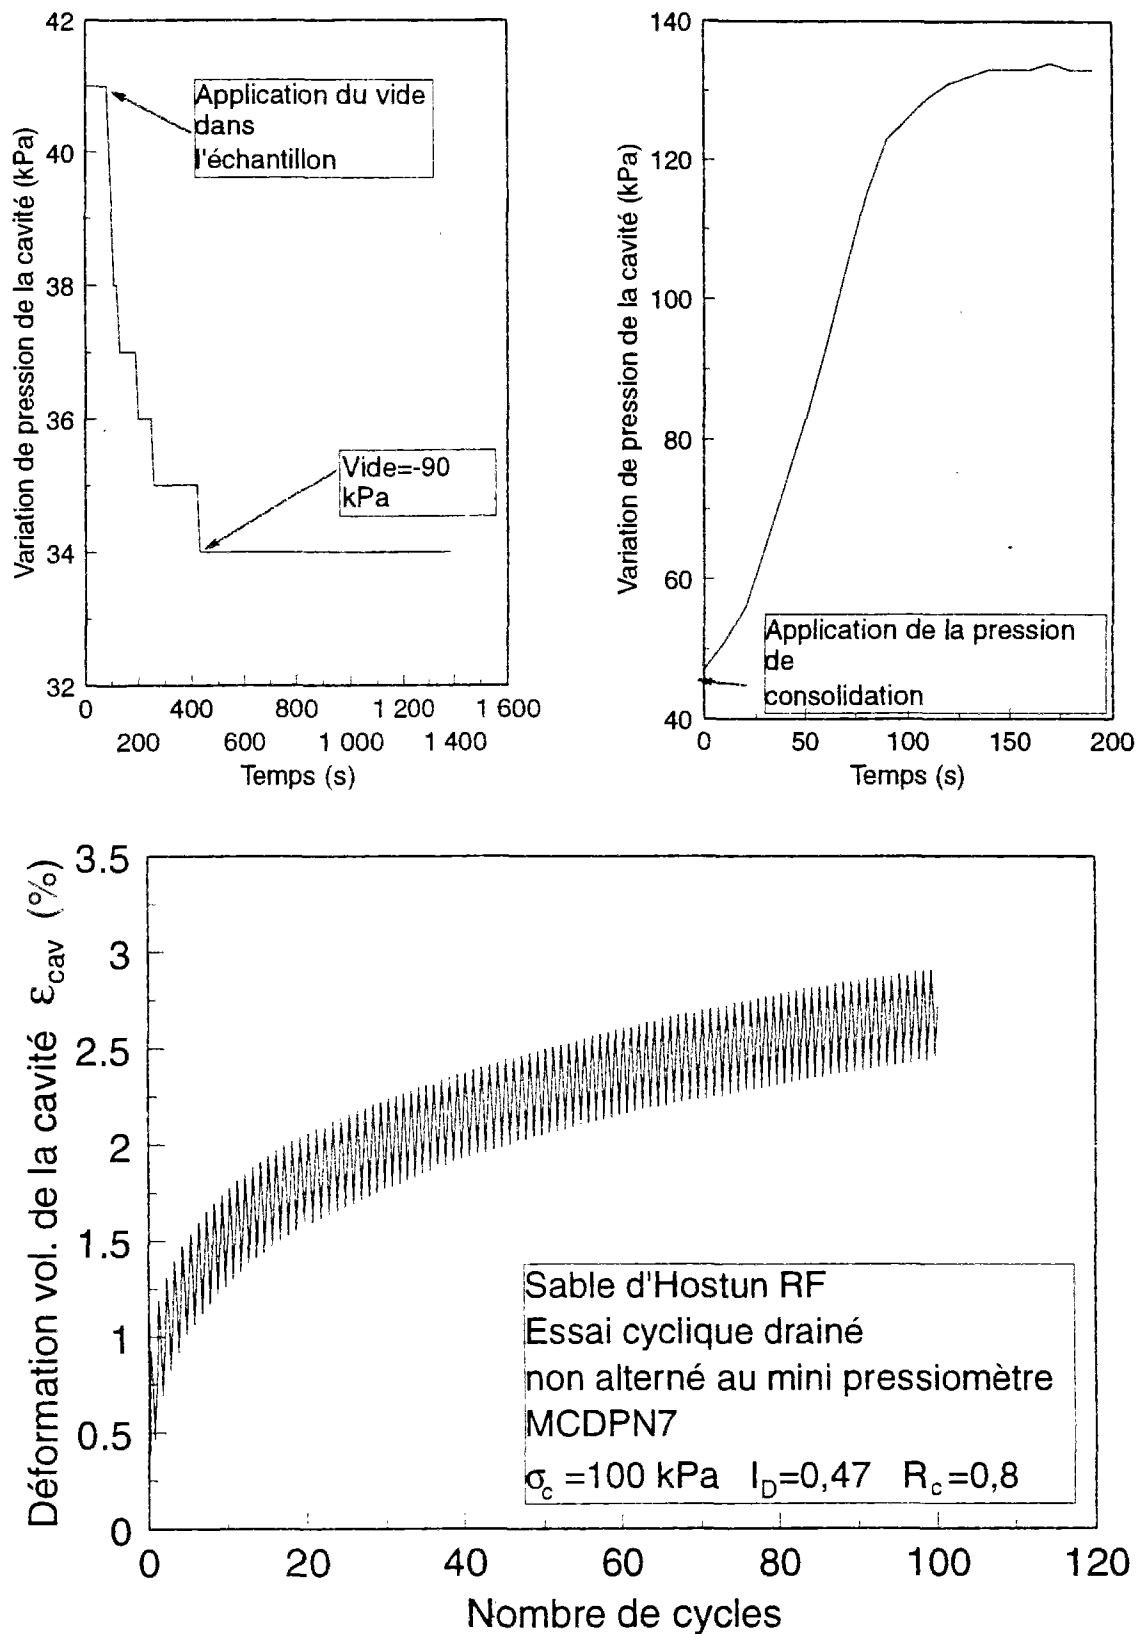 42
40
38
36
34
32
Variation de pression de la cavité (kPa)
Application du vide
dans
l'échantillon
Vide=-90
kPa
0 400 800 1 200 1 600
200 600 1 000 1 400
Temps (s)
140
120
100
80
60
40
Variation de pression de la cavité (kPa)
Application de la pression
de
consolidation
0 50 100 150 200
Temps (s)
3.5
3
2.5
2
1.5
1
0.5
0
Déformation vol. de la cavité εcav (%)
Sable d'Hostun RF
Essai cyclique drainé
non alterné au mini pressiomètre
MCDPN7
σc =100 kPa ID=0,47 Rc=0,8
0 20 40 60 80 100 120
Nombre de cycles